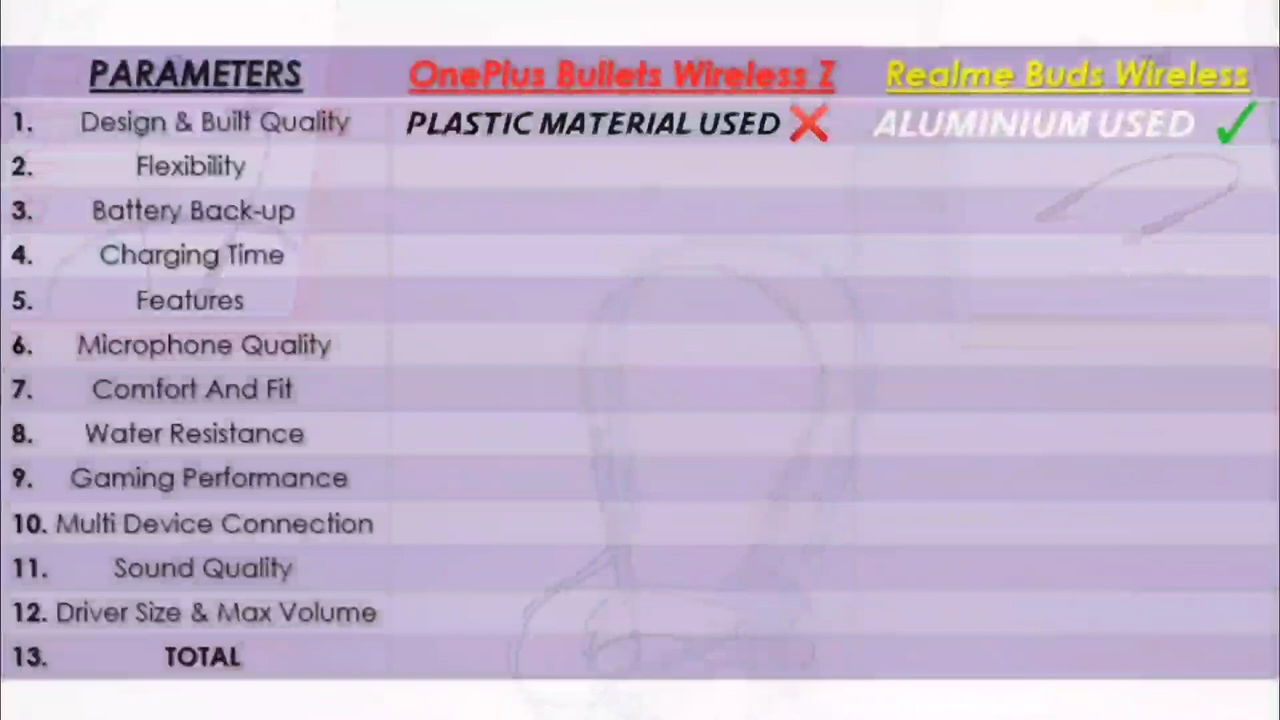 PARAMETERS OnePlus Bullets Wireless Z Realme Buds Wireless
1. Design & Built Quality PLASTIC MATERIAL USED ❌ ALUMINIUM USED ✔
2. Flexibility
3. Battery Back-up
4. Charging Time
5. Features
6. Microphone Quality
7. Comfort And Fit
8. Water Resistance
9. Gaming Performance
10. Multi Device Connection
11. Sound Quality
12. Driver Size & Max Volume
13. TOTAL